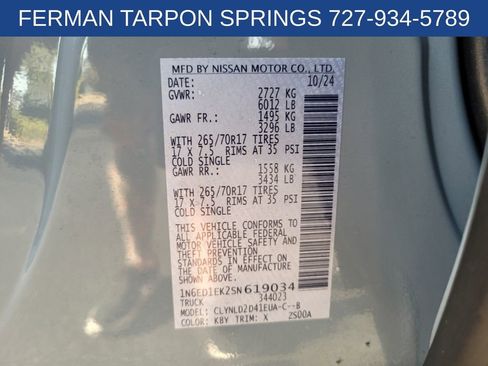 FERMAN TARPON SPRINGS 727-934-5789
MFD BY NISSAN MOTOR CO., LTD.
DATE: 10/24
GVWR: 2727 KG
6012 LB
GAWR FR.: 1495 KG
3296 LB
WITH 265/70R17 TIRES
17 X 7.5 RIMS AT 35 PSI
COLD SINGLE
GAWR RR.: 1558 KG
3434 LB
WITH 265/70R17 TIRES
17 X 7.5 RIMS AT 35 PSI
COLD SINGLE
THIS VEHICLE CONFORMS TO
ALL APPLICABLE FEDERAL
MOTOR VEHICLE SAFETY AND
THEFT PREVENTION
STANDARDS IN EFFECT ON
THE DATE OF MANUFACTURE
SHOWN ABOVE.
1N6ED1EK2SN619034
TRUCK 344023
MODEL: CLYNLD2D41EUA-C--B
COLOR: KBY TRIM: X ZS00A